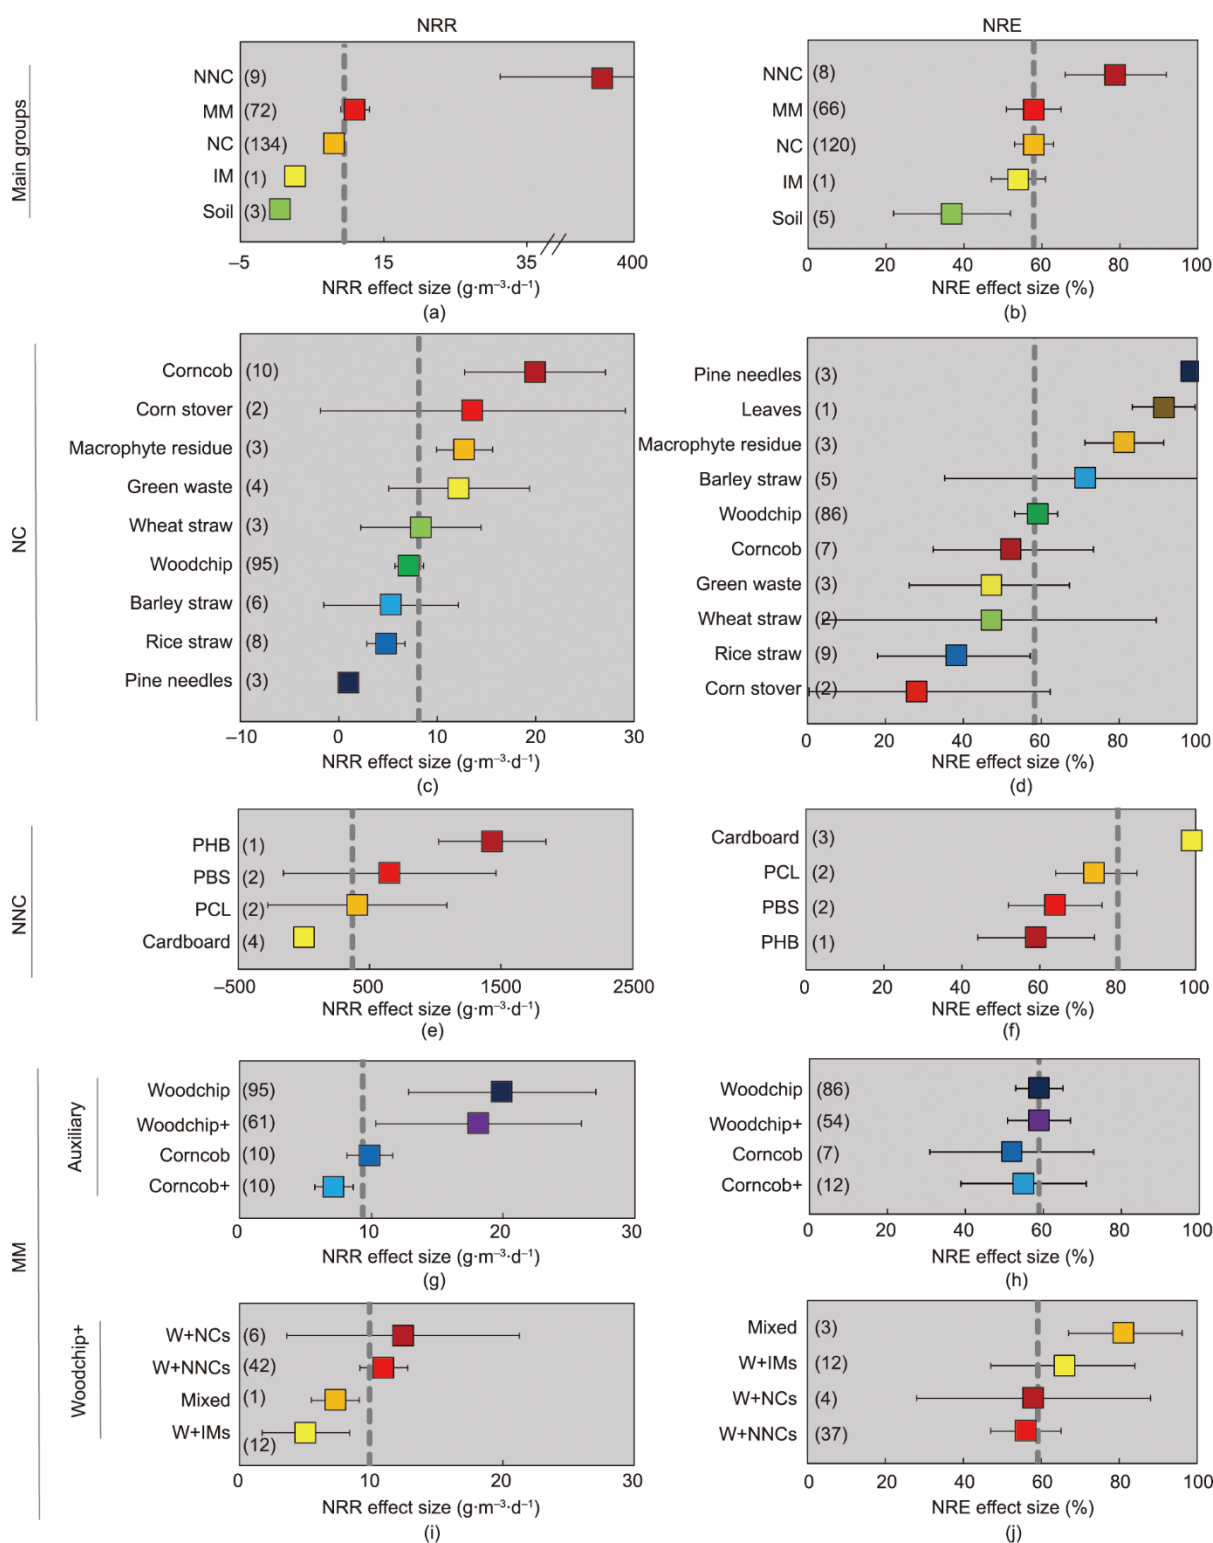 NRR
NRE
Main groups
NNC (9)
MM (72)
NC (134)
IM (1)
Soil (3)
–5 15 35 400
NRR effect size (g·m⁻³·d⁻¹)
(a)
NNC (8)
MM (66)
NC (120)
IM (1)
Soil (5)
0 20 40 60 80 100
NRE effect size (%)
(b)
NC
Corncob (10)
Corn stover (2)
Macrophyte residue (3)
Green waste (4)
Wheat straw (3)
Woodchip (95)
Barley straw (6)
Rice straw (8)
Pine needles (3)
–10 0 10 20 30
NRR effect size (g·m⁻³·d⁻¹)
(c)
Pine needles (3)
Leaves (1)
Macrophyte residue (3)
Barley straw (5)
Woodchip (86)
Corncob (7)
Green waste (3)
Wheat straw (2)
Rice straw (9)
Corn stover (2)
0 20 40 60 80 100
NRE effect size (%)
(d)
NNC
PHB (1)
PBS (2)
PCL (2)
Cardboard (4)
–500 500 1500 2500
NRR effect size (g·m⁻³·d⁻¹)
(e)
Cardboard (3)
PCL (2)
PBS (2)
PHB (1)
0 20 40 60 80 100
NRE effect size (%)
(f)
MM
Auxiliary
Woodchip (95)
Woodchip+ (61)
Corncob (10)
Corncob+ (10)
0 10 20 30
NRR effect size (g·m⁻³·d⁻¹)
(g)
Woodchip (86)
Woodchip+ (54)
Corncob (7)
Corncob+ (12)
0 20 40 60 80 100
NRE effect size (%)
(h)
Woodchip+
W+NCs (6)
W+NNCs (42)
Mixed (1)
W+IMs (12)
0 10 20 30
NRR effect size (g·m⁻³·d⁻¹)
(i)
Mixed (3)
W+IMs (12)
W+NCs (4)
W+NNCs (37)
0 20 40 60 80 100
NRE effect size (%)
(j)